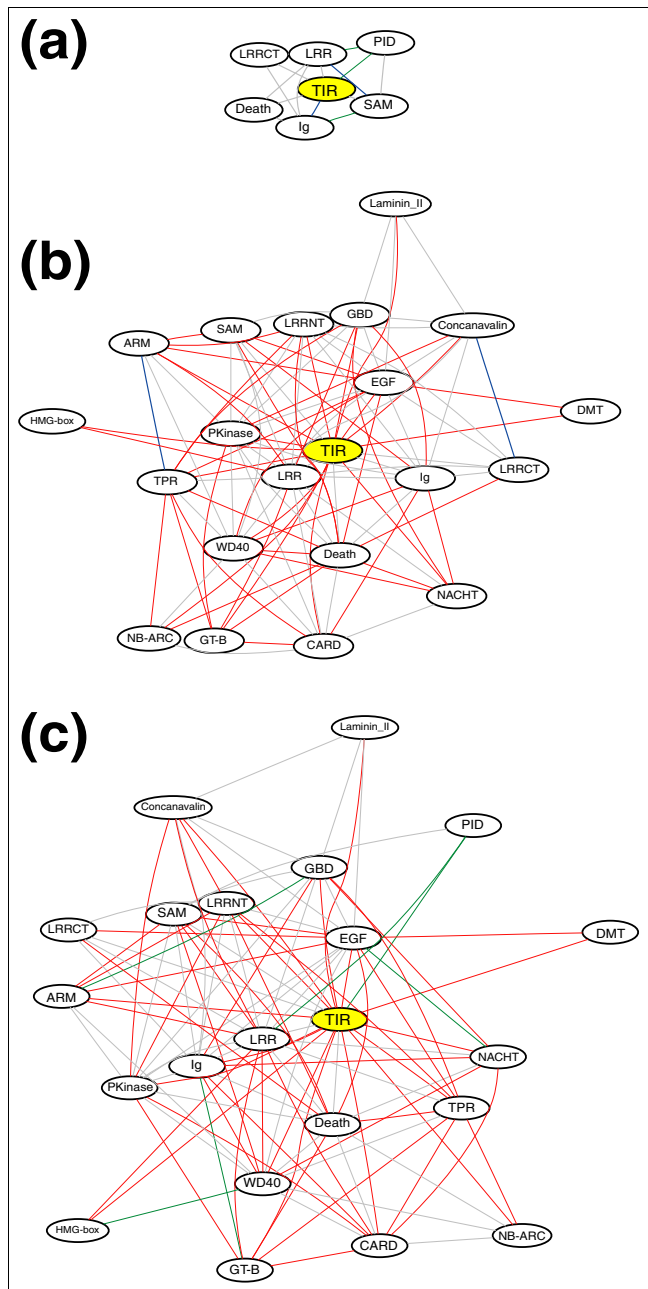 (a)
LRRCT
LRR
PID
TIR
Death
SAM
Ig
(b)
Laminin_II
SAM
LRRNT
GBD
Concanavalin
ARM
EGF
DMT
HMG-box
PKinase
TIR
LRR
Ig
LRRCT
TPR
WD40
Death
NACHT
NB-ARC
GT-B
CARD
(c)
Laminin_II
Concanavalin
PID
GBD
SAM
LRRNT
LRRCT
EGF
DMT
ARM
TIR
LRR
Ig
NACHT
PKinase
TPR
Death
WD40
HMG-box
NB-ARC
CARD
GT-B